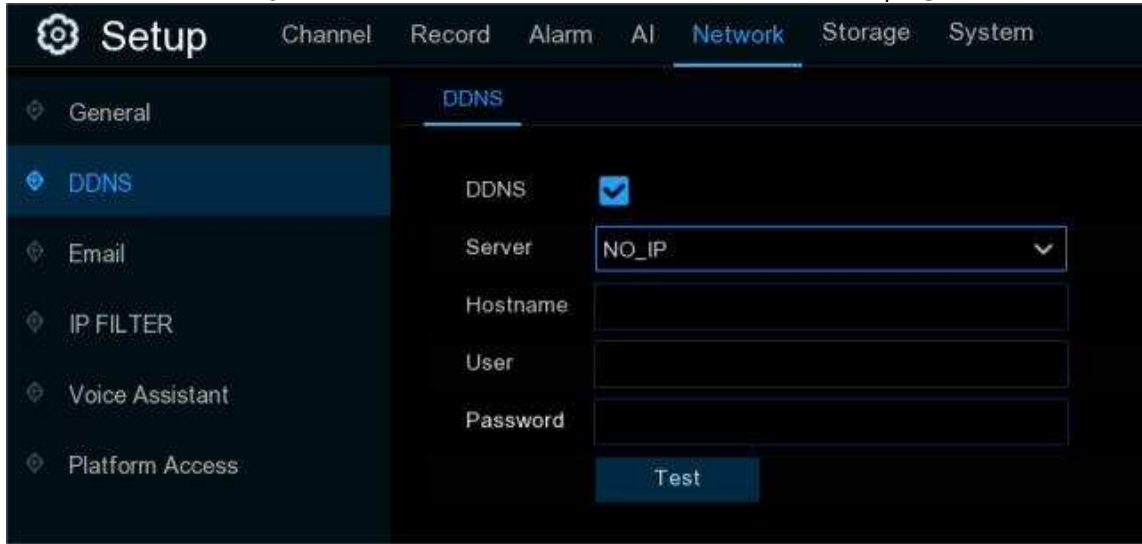 Setup Channel Record Alarm AI Network Storage System
General
DDNS
Email
IP FILTER
Voice Assistant
Platform Access
DDNS
DDNS
Server NO_IP
Hostname
User
Password
Test